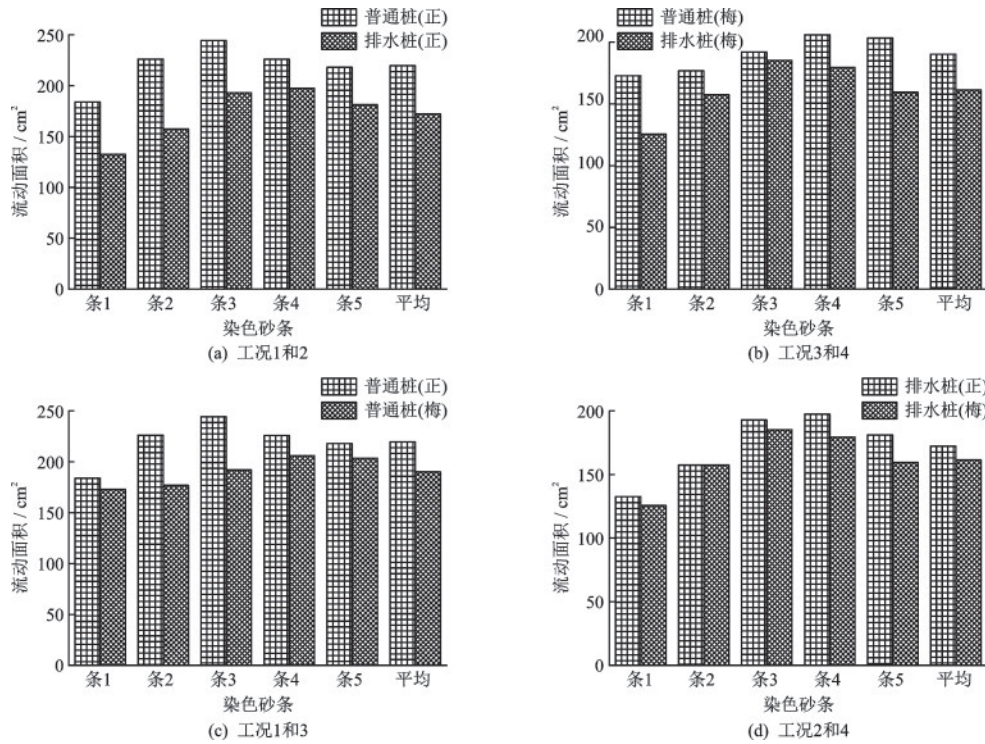 普通桩(正)
排水桩(正)
250
200
150
100
50
0
流动面积 / cm²
条1 条2 条3 条4 条5 平均
染色砂条
(a) 工况1和2
普通桩(梅)
排水桩(梅)
200
150
100
50
0
流动面积 / cm²
条1 条2 条3 条4 条5 平均
染色砂条
(b) 工况3和4
普通桩(正)
普通桩(梅)
250
200
150
100
50
0
流动面积 / cm²
条1 条2 条3 条4 条5 平均
染色砂条
(c) 工况1和3
排水桩(正)
排水桩(梅)
200
150
100
50
0
流动面积 / cm²
条1 条2 条3 条4 条5 平均
染色砂条
(d) 工况2和4